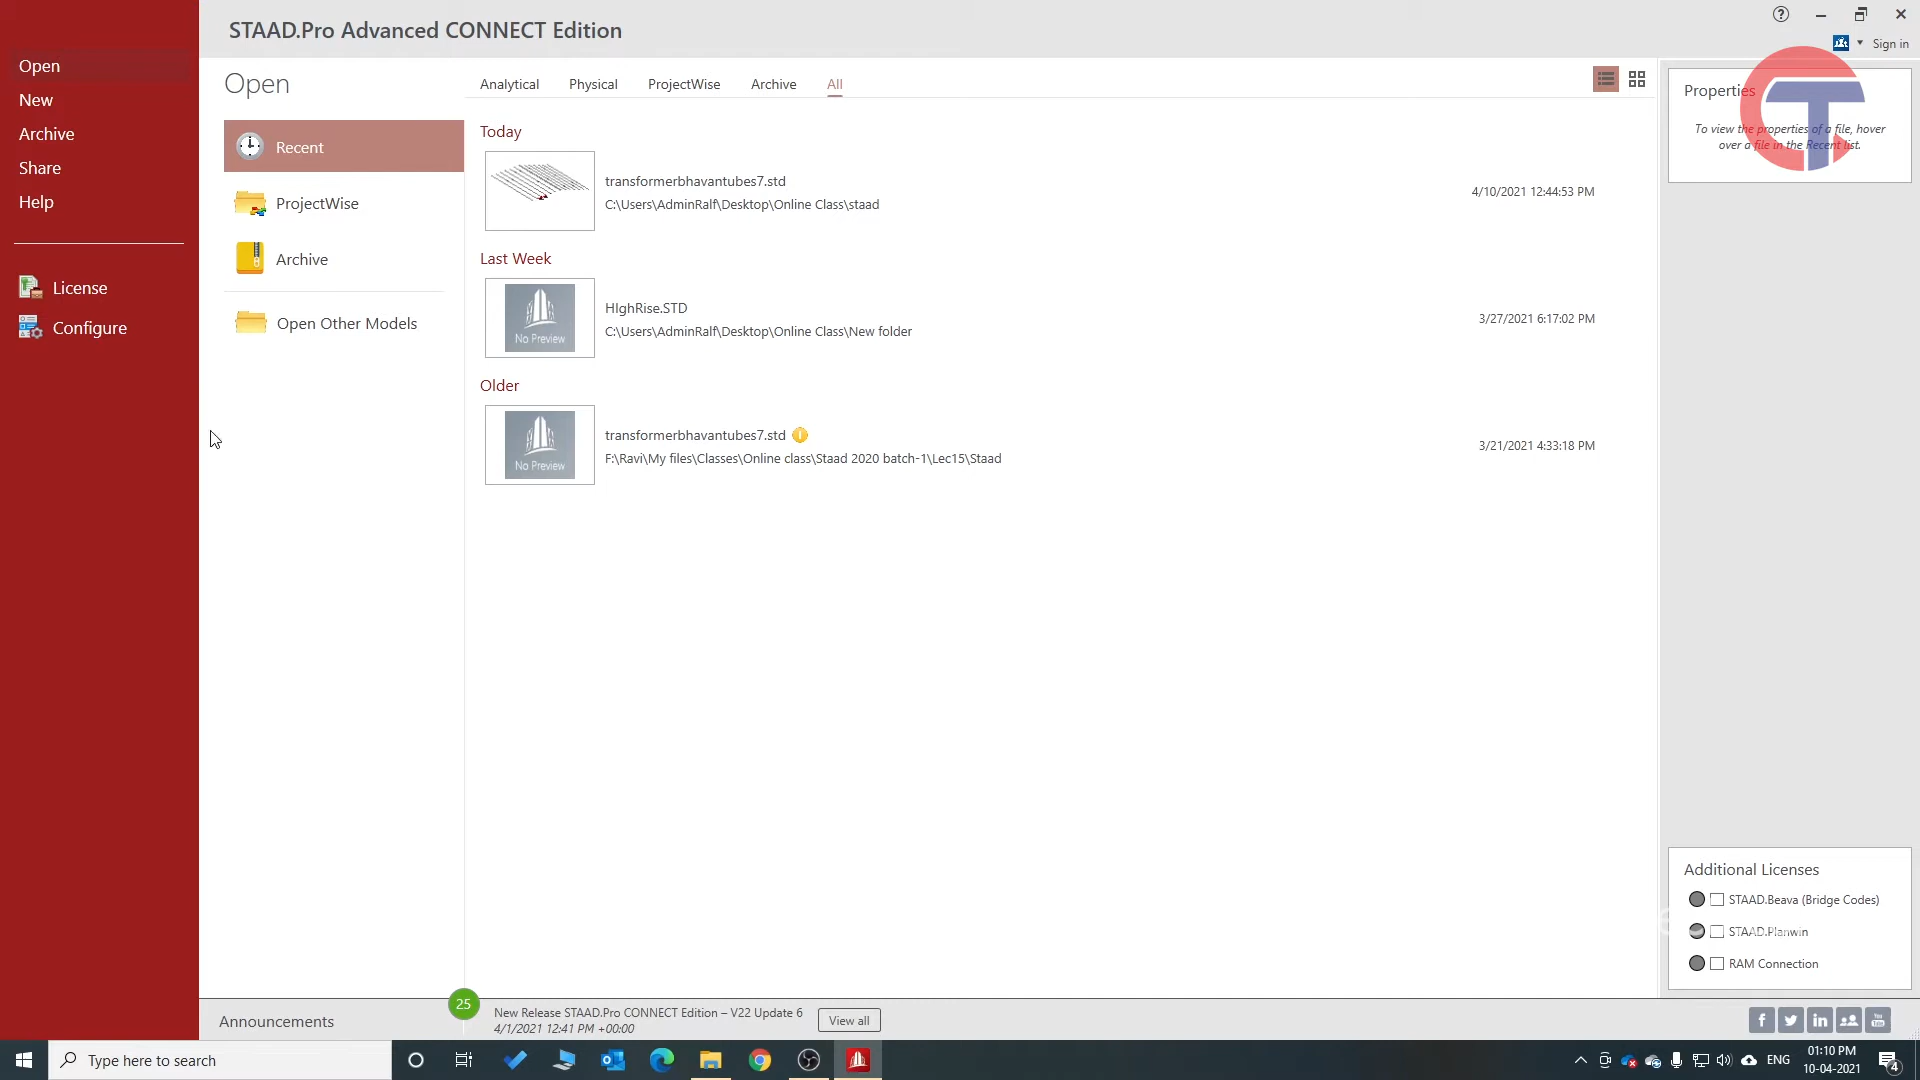 STAAD.Pro Advanced CONNECT Edition
Sign in
Open
New
Archive
Share
Help
License
Configure
Open
Recent
ProjectWise
Archive
Open Other Models
Analytical
Physical
ProjectWise
Archive
All
Today
transformerbhavantubes7.std
C:\Users\AdminRalf\Desktop\Online Class\staad
4/10/2021 12:44:53 PM
Last Week
No Preview
HIghRise.STD
C:\Users\AdminRalf\Desktop\Online Class\New folder
3/27/2021 6:17:02 PM
Older
No Preview
transformerbhavantubes7.std
F:\Ravi\My files\Classes\Online class\Staad 2020 batch-1\Lec15\Staad
3/21/2021 4:33:18 PM
Properties
To view the properties of a file, hover
over a file in the Recent list.
Additional Licenses
STAAD.Beava (Bridge Codes)
STAAD.Planwin
RAM Connection
Announcements
25
New Release STAAD.Pro CONNECT Edition – V22 Update 6
4/1/2021 12:41 PM +00:00
View all
Type here to search
ENG
01:10 PM
10-04-2021
4